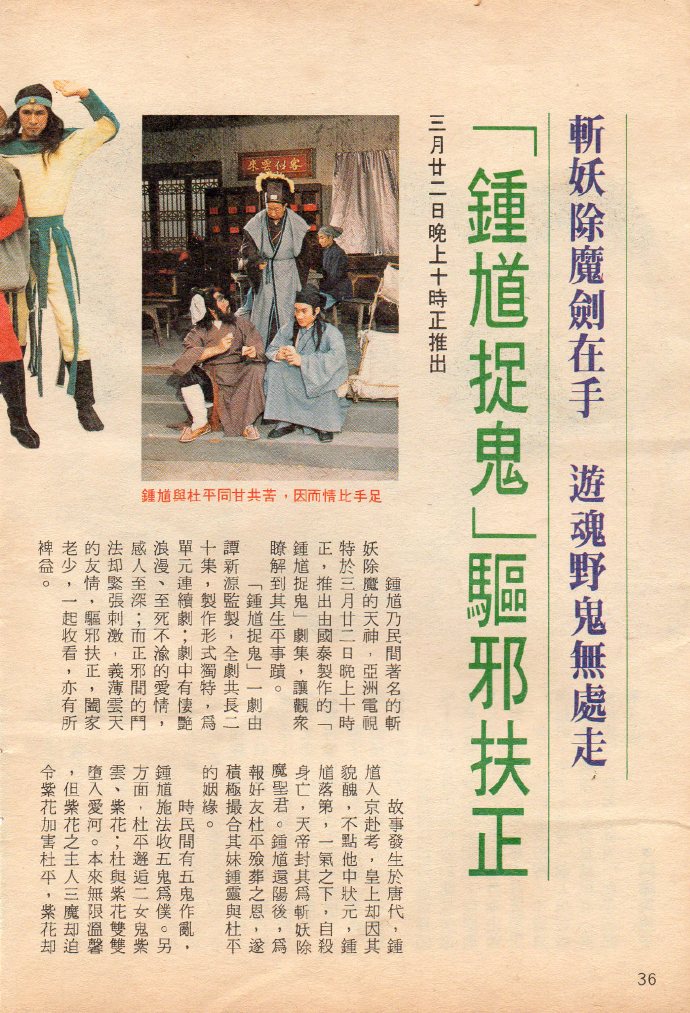 斬妖除魔劍在手　遊魂野鬼無處走
「鍾馗捉鬼」驅邪扶正
三月廿二日晚上十時正推出
客似雲來
鍾馗與杜平同甘共苦，因而情比手足
鍾馗乃民間著名的斬
妖除魔的天神，亞洲電視
特於三月廿二日晚上十時
正，推出由國泰製作的「
鍾馗捉鬼」劇集，讓觀衆
瞭解到其生平事蹟。
「鍾馗捉鬼」一劇由
譚新源監製，全劇共長二
十集，製作形式獨特，爲
單元連續劇；劇中有悽艷
浪漫、至死不渝的愛情，
感人至深；而正邪間的鬥
法却緊張刺激，義薄雲天
的友情，驅邪扶正，闔家
老少，一起收看，亦有所
裨益。
故事發生於唐代，鍾
馗入京赴考，皇上却因其
貌醜，不點他中狀元，鍾
馗落第，一氣之下，自殺
身亡，天帝封其爲斬妖除
魔聖君。鍾馗還陽後，爲
報好友杜平殮葬之恩，遂
積極撮合其妹鍾靈與杜平
的姻緣。
時民間有五鬼作亂，
鍾馗施法收五鬼爲僕。另
方面，杜平邂逅二女鬼紫
雲、紫花；杜與紫花雙雙
墮入愛河。本來無限溫馨
，但紫花之主人三魔却迫
令紫花加害杜平，紫花却
36